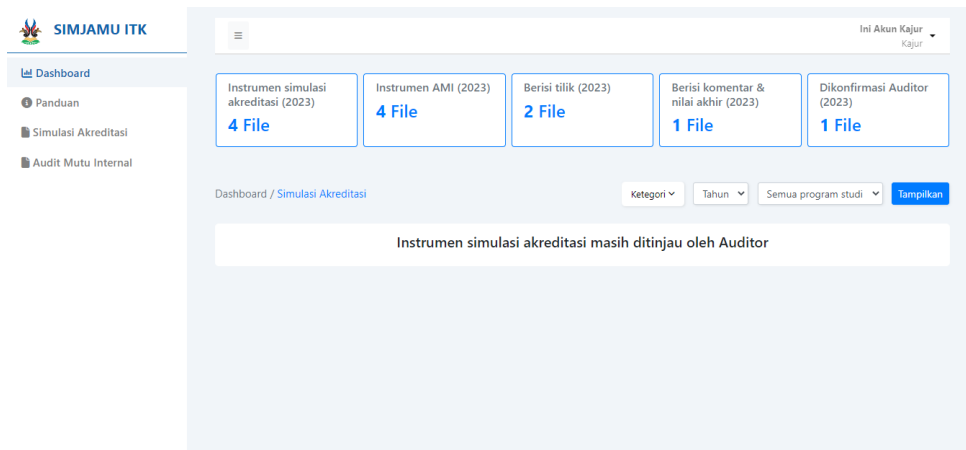 SIMJAMU ITK
Ini Akun Kajur
Kajur
Dashboard
Panduan
Simulasi Akreditasi
Audit Mutu Internal
Instrumen simulasi
akreditasi (2023)
4 File
Instrumen AMI (2023)
4 File
Berisi tilik (2023)
2 File
Berisi komentar &
nilai akhir (2023)
1 File
Dikonfirmasi Auditor
(2023)
1 File
Dashboard / Simulasi Akreditasi
Kategori
Tahun
Semua program studi
Tampilkan
Instrumen simulasi akreditasi masih ditinjau oleh Auditor